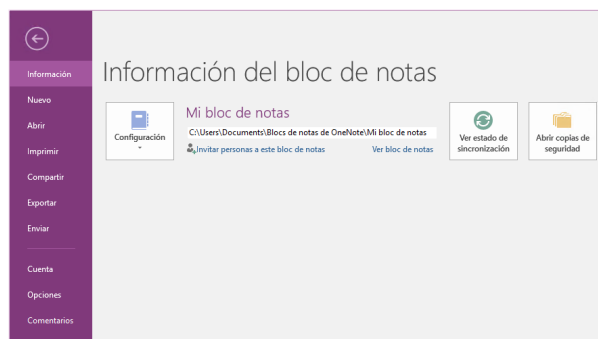 Información
Nuevo
Abrir
Imprimir
Compartir
Exportar
Enviar
Cuenta
Opciones
Comentarios
Información del bloc de notas
Configuración
Mi bloc de notas
C:\Users\Documents\Blocs de notas de OneNote\Mi bloc de notas
Invitar personas a este bloc de notas
Ver bloc de notas
Ver estado de
sincronización
Abrir copias de
seguridad